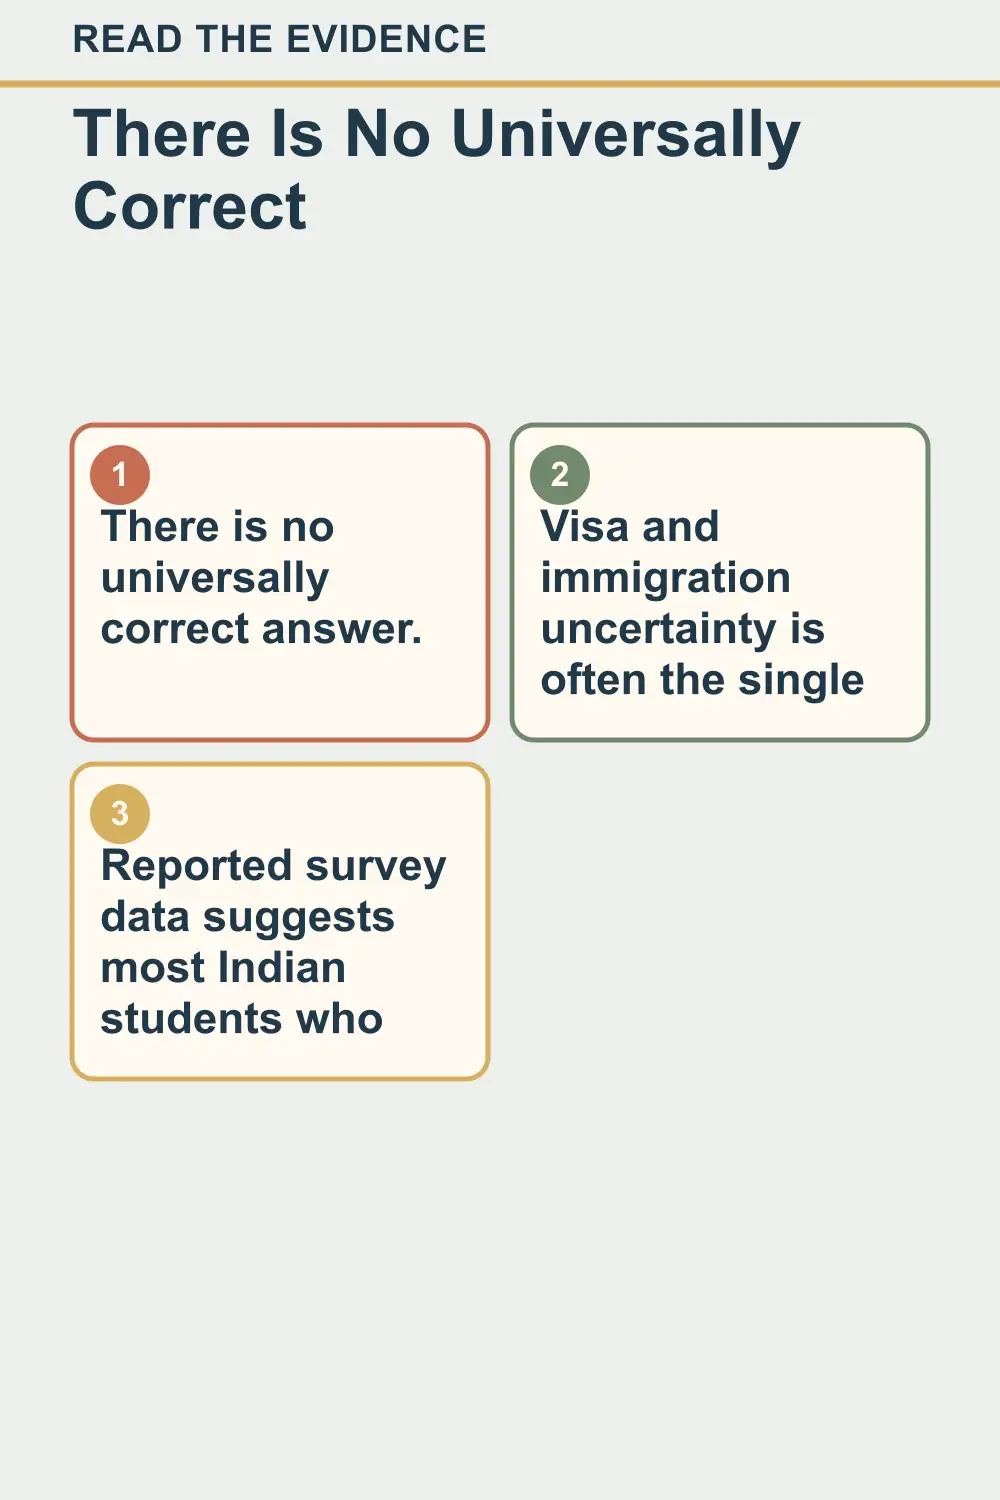 READ THE EVIDENCE
There Is No Universally
Correct
1
There is no
universally
correct answer.
2
Visa and
immigration
uncertainty is
often the single
3
Reported survey
data suggests
most Indian
students who